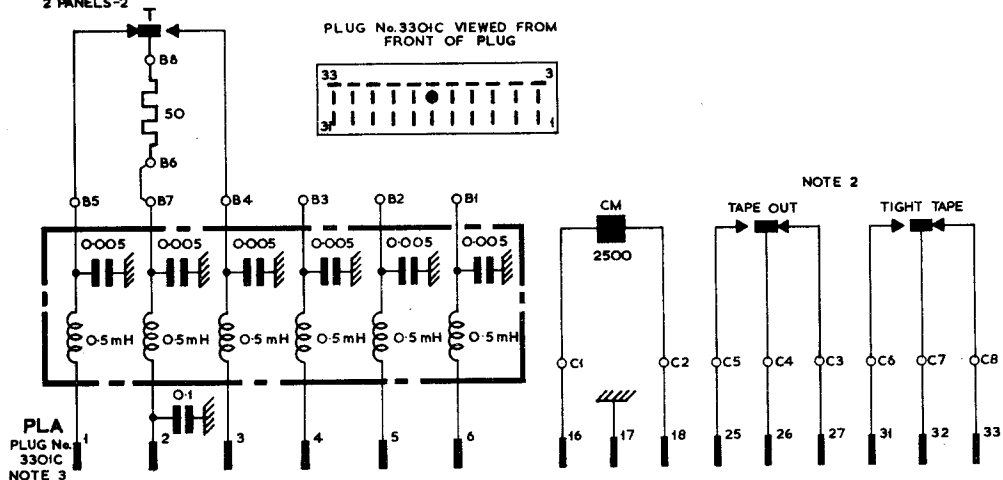 2 PANELS-2
T
PLUG No.3301C VIEWED FROM
FRONT OF PLUG
33 3
31 1
B8
50
B6
B5 B7 B4 B3 B2 B1
NOTE 2
CM
2500
TAPE OUT
TIGHT TAPE
0·005 0·005 0·005 0·005 0·005 0·005
0·5mH 0·5mH 0·5mH 0·5mH 0·5mH 0·5mH
C1 C2 C5 C4 C3 C6 C7 C8
0·1
PLA
PLUG No.
3301C
NOTE 3
1 2 3 4 5 6 16 17 18 25 26 27 31 32 33